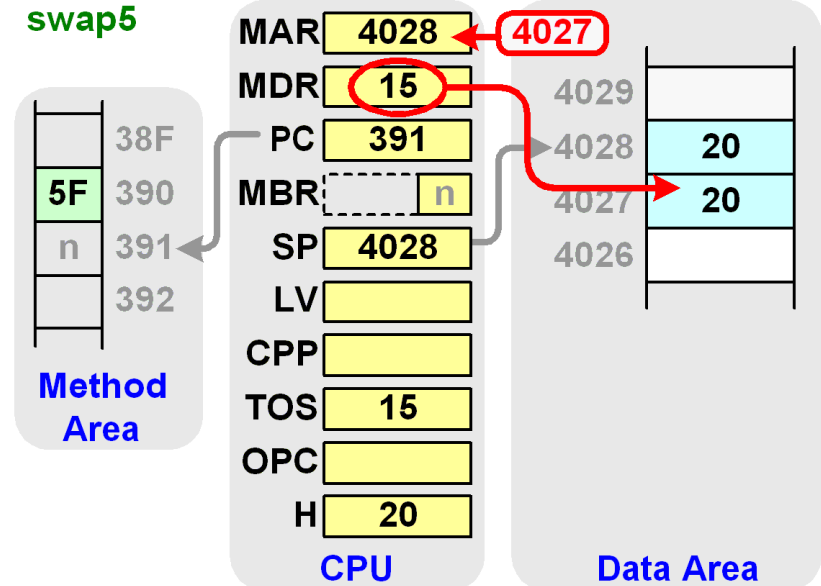 swap5
38F
5F 390
n 391
392
Method
Area
MAR 4028
MDR 15
PC 391
MBR n
SP 4028
LV
CPP
TOS 15
OPC
H 20
CPU
4027
4029
4028 20
4027 20
4026
Data Area